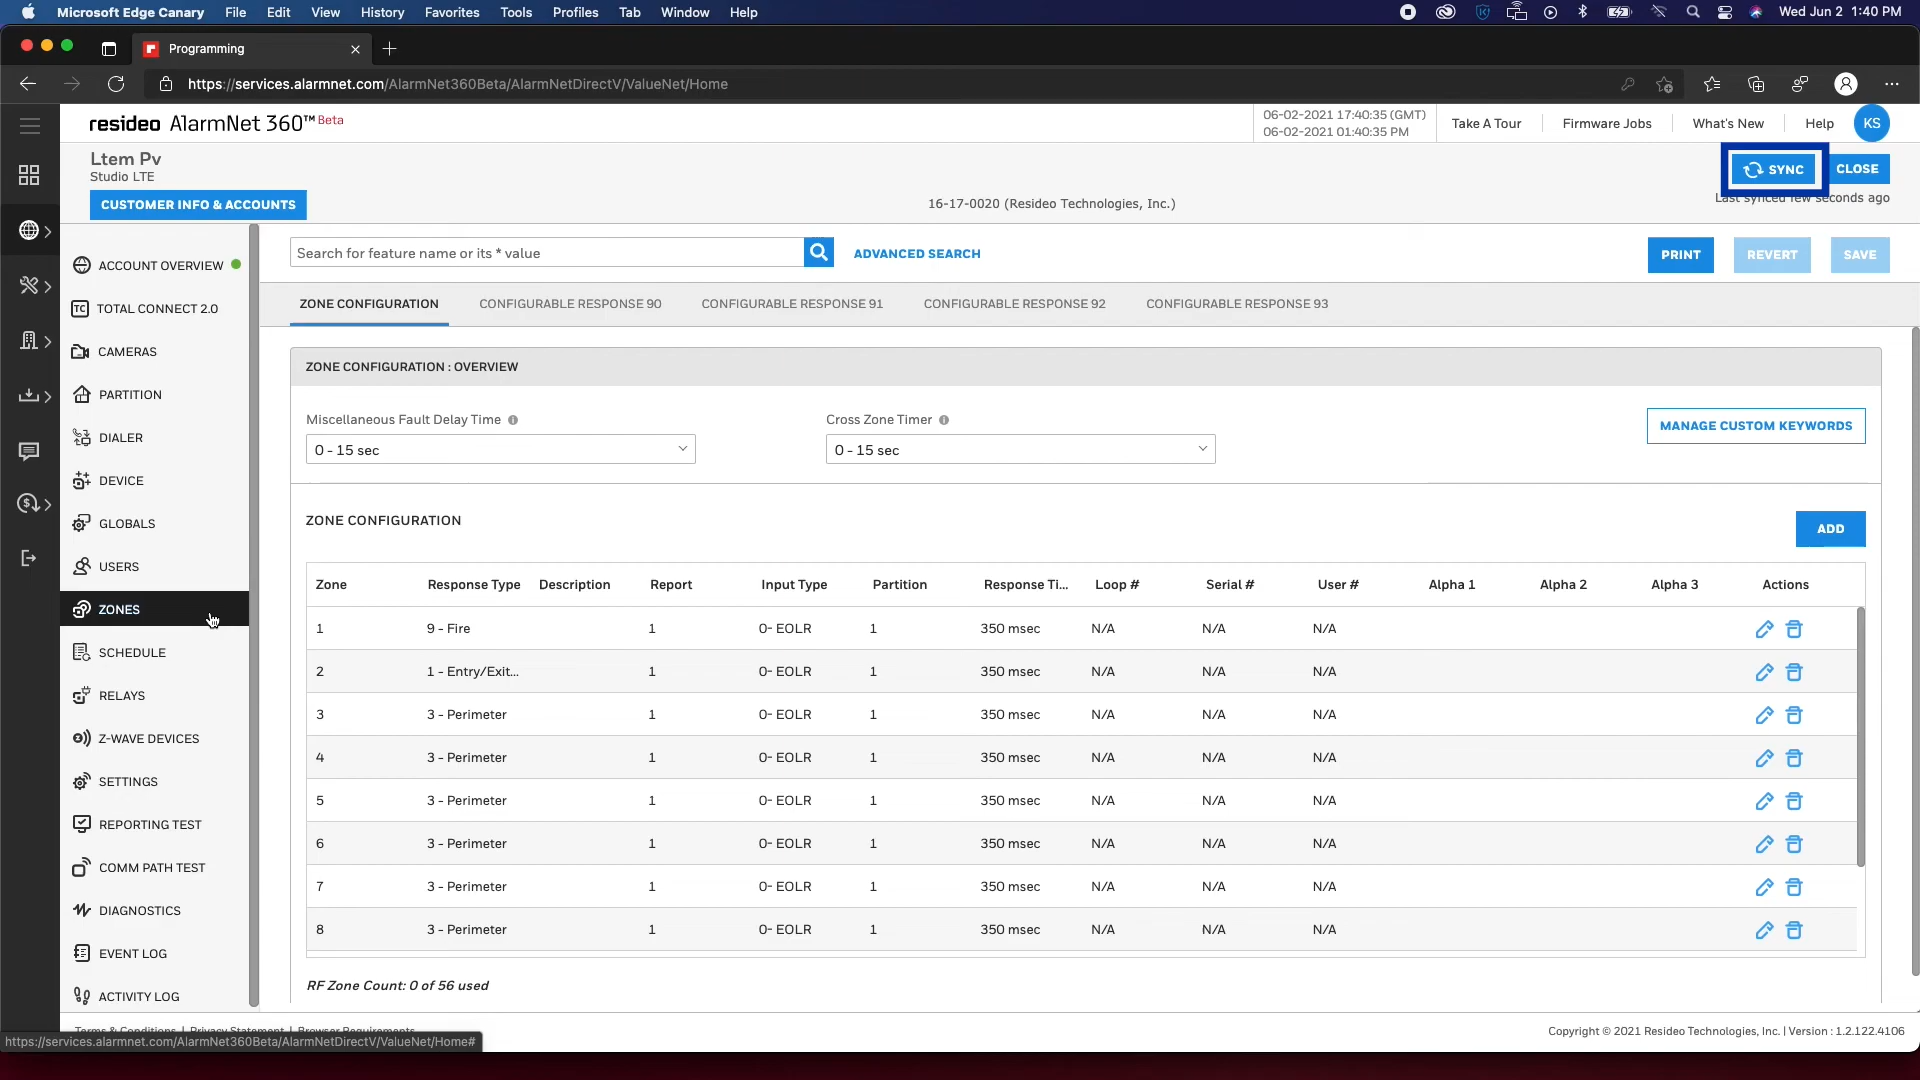 Microsoft Edge Canary File Edit View History Favorites Tools Profiles Tab Window Help Wed Jun 2 1:40 PM
Programming
https://services.alarmnet.com/AlarmNet360Beta/AlarmNetDirectV/ValueNet/Home
resideo AlarmNet 360™ Beta
06-02-2021 17:40:35 (GMT)
06-02-2021 01:40:35 PM
Take A Tour Firmware Jobs What's New Help KS
Ltem Pv
Studio LTE
CUSTOMER INFO & ACCOUNTS
16-17-0020 (Resideo Technologies, Inc.)
SYNC CLOSE
Last synced few seconds ago
ACCOUNT OVERVIEW
TC TOTAL CONNECT 2.0
CAMERAS
PARTITION
DIALER
DEVICE
GLOBALS
USERS
ZONES
SCHEDULE
RELAYS
Z-WAVE DEVICES
SETTINGS
REPORTING TEST
COMM PATH TEST
DIAGNOSTICS
EVENT LOG
ACTIVITY LOG
Search for feature name or its * value
ADVANCED SEARCH
PRINT REVERT SAVE
ZONE CONFIGURATION CONFIGURABLE RESPONSE 90 CONFIGURABLE RESPONSE 91 CONFIGURABLE RESPONSE 92 CONFIGURABLE RESPONSE 93
ZONE CONFIGURATION : OVERVIEW
Miscellaneous Fault Delay Time Cross Zone Timer
0 - 15 sec 0 - 15 sec
MANAGE CUSTOM KEYWORDS
ZONE CONFIGURATION
ADD
Zone Response Type Description Report Input Type Partition Response Ti... Loop # Serial # User # Alpha 1 Alpha 2 Alpha 3 Actions
1 9 - Fire 1 0- EOLR 1 350 msec N/A N/A N/A
2 1 - Entry/Exit... 1 0- EOLR 1 350 msec N/A N/A N/A
3 3 - Perimeter 1 0- EOLR 1 350 msec N/A N/A N/A
4 3 - Perimeter 1 0- EOLR 1 350 msec N/A N/A N/A
5 3 - Perimeter 1 0- EOLR 1 350 msec N/A N/A N/A
6 3 - Perimeter 1 0- EOLR 1 350 msec N/A N/A N/A
7 3 - Perimeter 1 0- EOLR 1 350 msec N/A N/A N/A
8 3 - Perimeter 1 0- EOLR 1 350 msec N/A N/A N/A
RF Zone Count: 0 of 56 used
Terms & Conditions | Privacy Statement | Browser Requirements
Copyright © 2021 Resideo Technologies, Inc. | Version : 1.2.122.4106
https://services.alarmnet.com/AlarmNet360Beta/AlarmNetDirectV/ValueNet/Home#